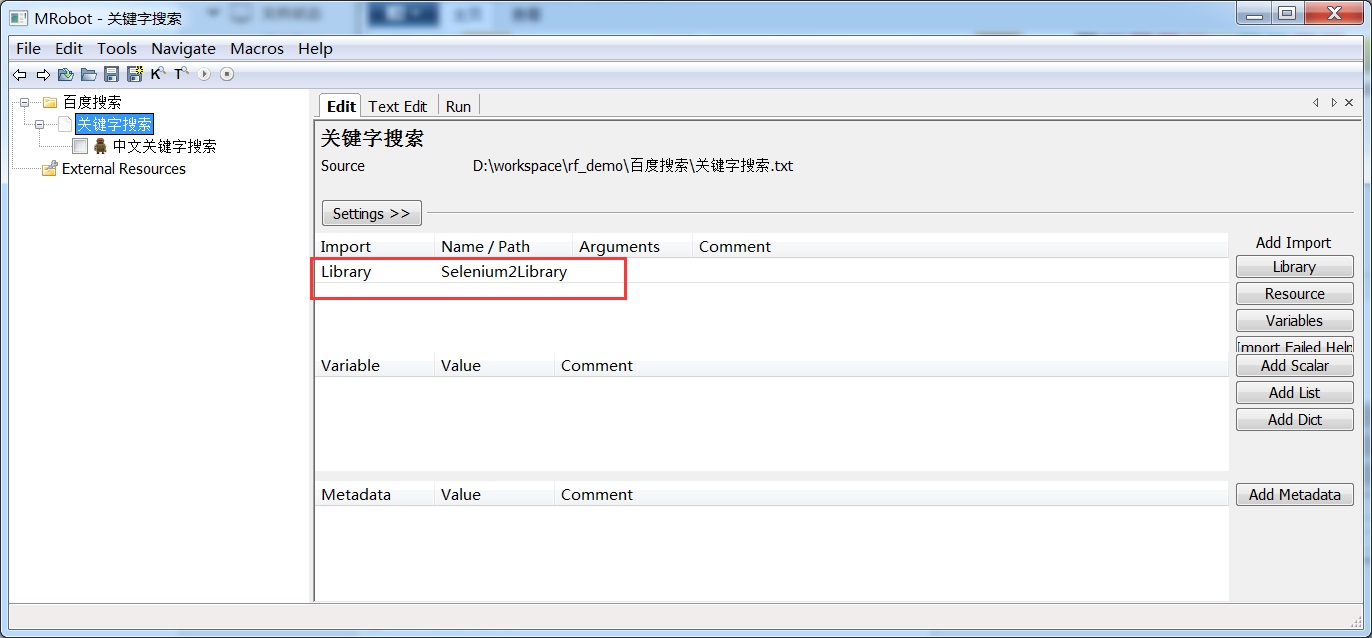 MRobot - 关键字搜索
File Edit Tools Navigate Macros Help
K T
百度搜索
关键字搜索
中文关键字搜索
External Resources
Edit Text Edit Run
关键字搜索
Source D:\workspace\rf_demo\百度搜索\关键字搜索.txt
Settings >>
Import Name / Path Arguments Comment
Library Selenium2Library
Add Import
Library
Resource
Variables
Import Failed Help
Variable Value Comment
Add Scalar
Add List
Add Dict
Metadata Value Comment
Add Metadata